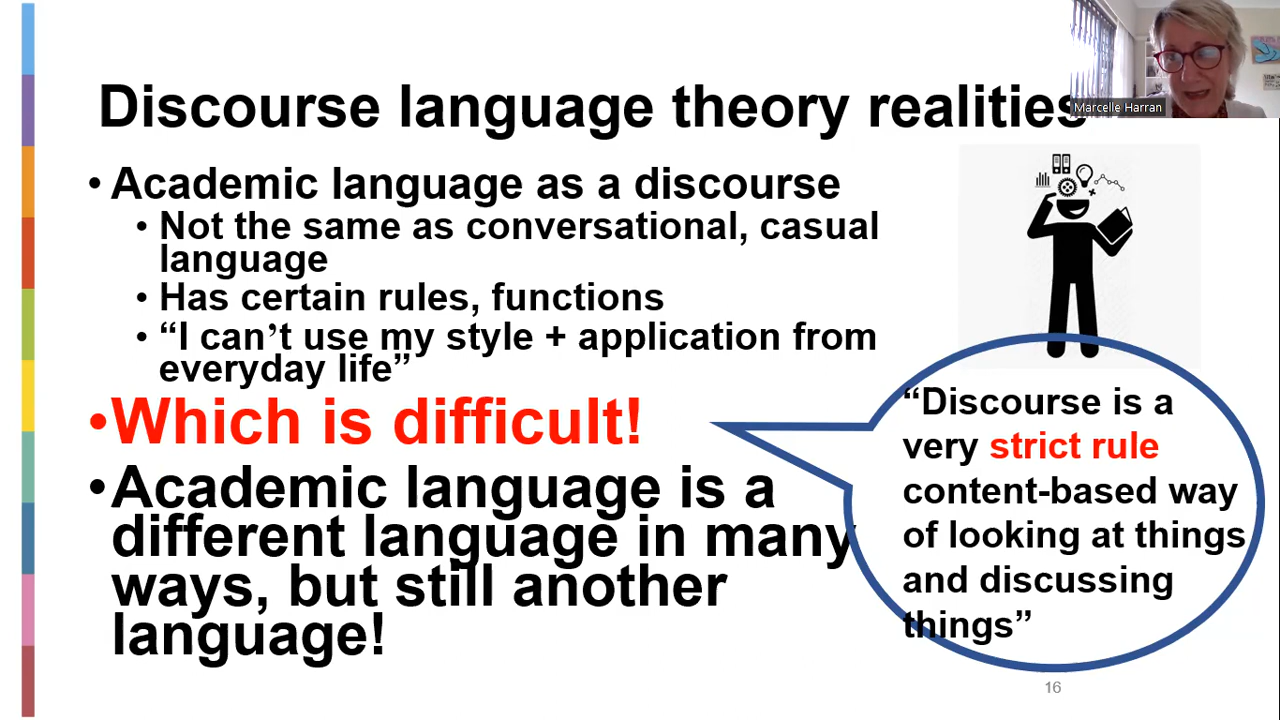 Discourse language theory realities
Marcelle Harran
• Academic language as a discourse
• Not the same as conversational, casual
language
• Has certain rules, functions
• “I can’t use my style + application from
everyday life”
•Which is difficult!
•Academic language is a
different language in many
ways, but still another
language!
“Discourse is a
very strict rule
content-based way
of looking at things
and discussing
things”
16